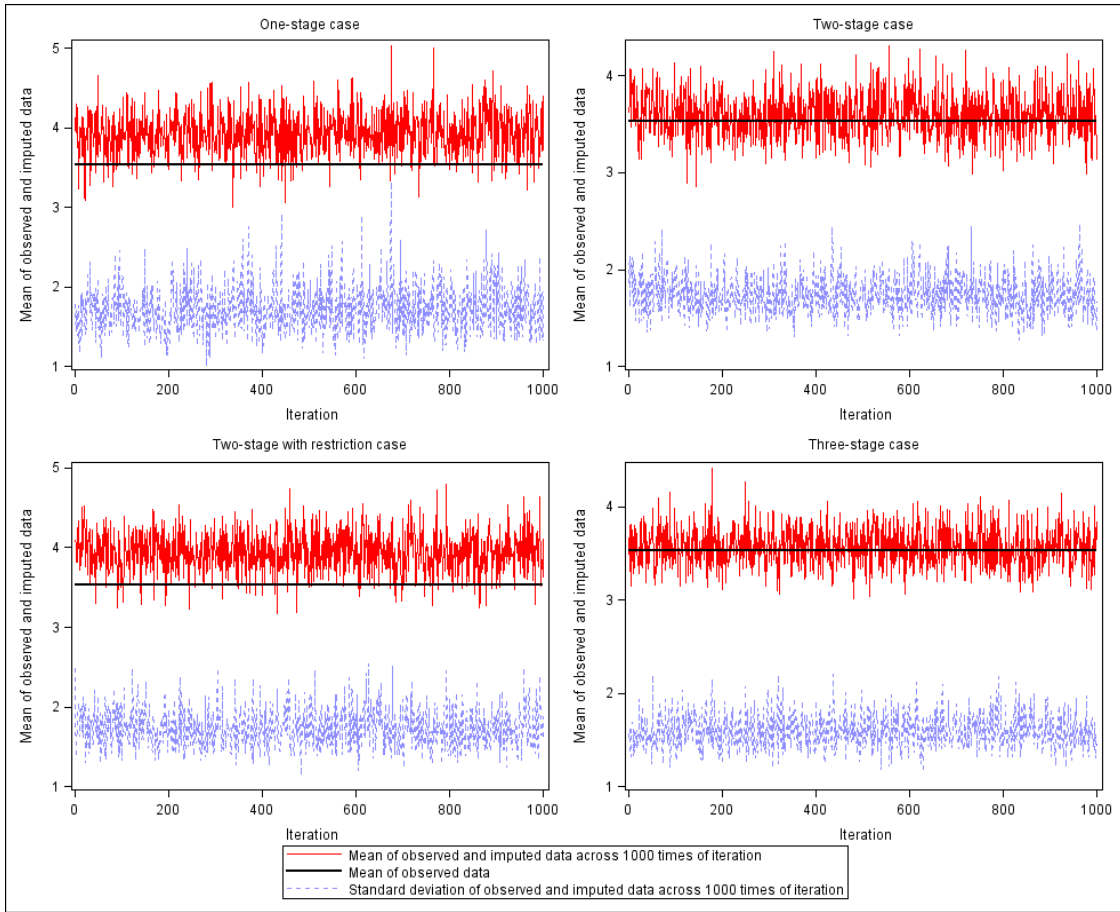 One-stage case
Mean of observed and imputed data
5
4
3
2
1
0
200
400
600
800
1000
Iteration
Two-stage case
Mean of observed and imputed data
4
3
2
1
0
200
400
600
800
1000
Iteration
Two-stage with restriction case
Mean of observed and imputed data
5
4
3
2
1
0
200
400
600
800
1000
Iteration
Three-stage case
Mean of observed and imputed data
4
3
2
1
0
200
400
600
800
1000
Iteration
Mean of observed and imputed data across 1000 times of iteration
Mean of observed data
Standard deviation of observed and imputed data across 1000 times of iteration